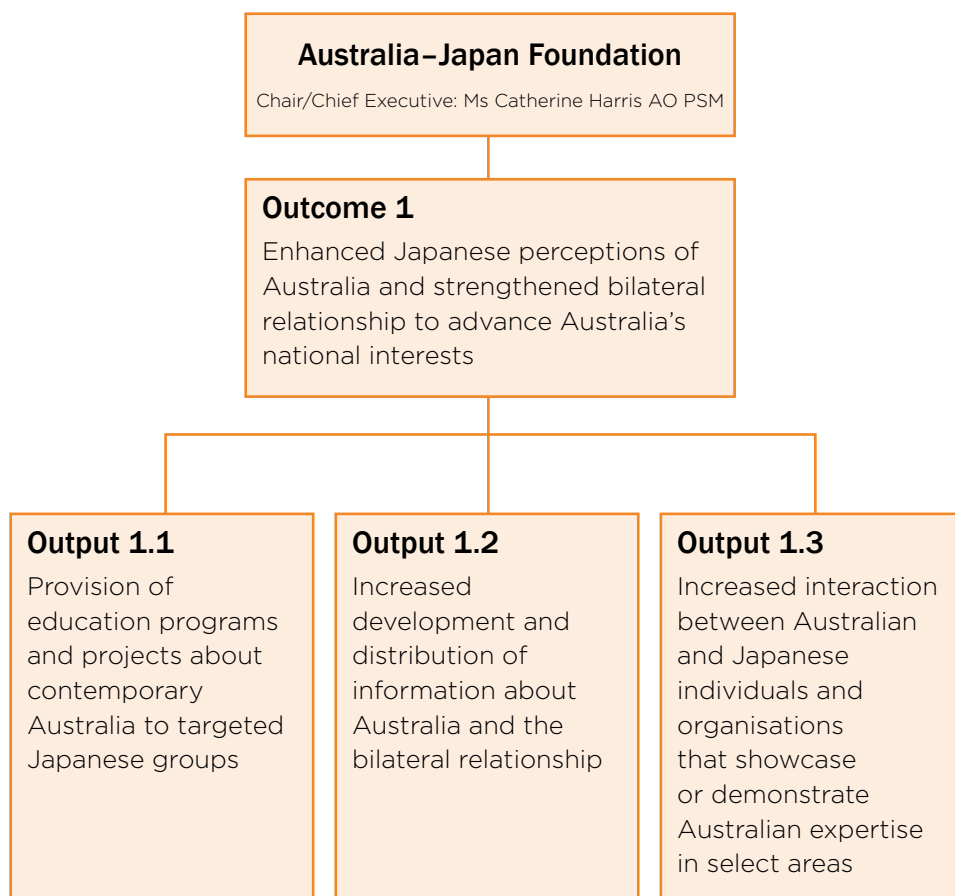 Australia–Japan Foundation
Chair/Chief Executive: Ms Catherine Harris AO PSM
Outcome 1
Enhanced Japanese perceptions of
Australia and strengthened bilateral
relationship to advance Australia’s
national interests
Output 1.1
Provision of
education programs
and projects about
contemporary
Australia to targeted
Japanese groups
Output 1.2
Increased
development and
distribution of
information about
Australia and the
bilateral relationship
Output 1.3
Increased interaction
between Australian
and Japanese
individuals and
organisations
that showcase
or demonstrate
Australian expertise
in select areas